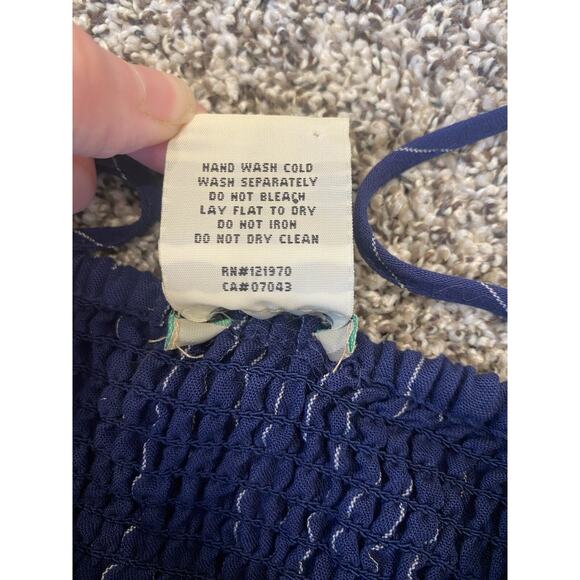 HAND WASH COLD
WASH SEPARATELY
DO NOT BLEACH
LAY FLAT TO DRY
DO NOT IRON
DO NOT DRY CLEAN
RN#121970
CA#07043